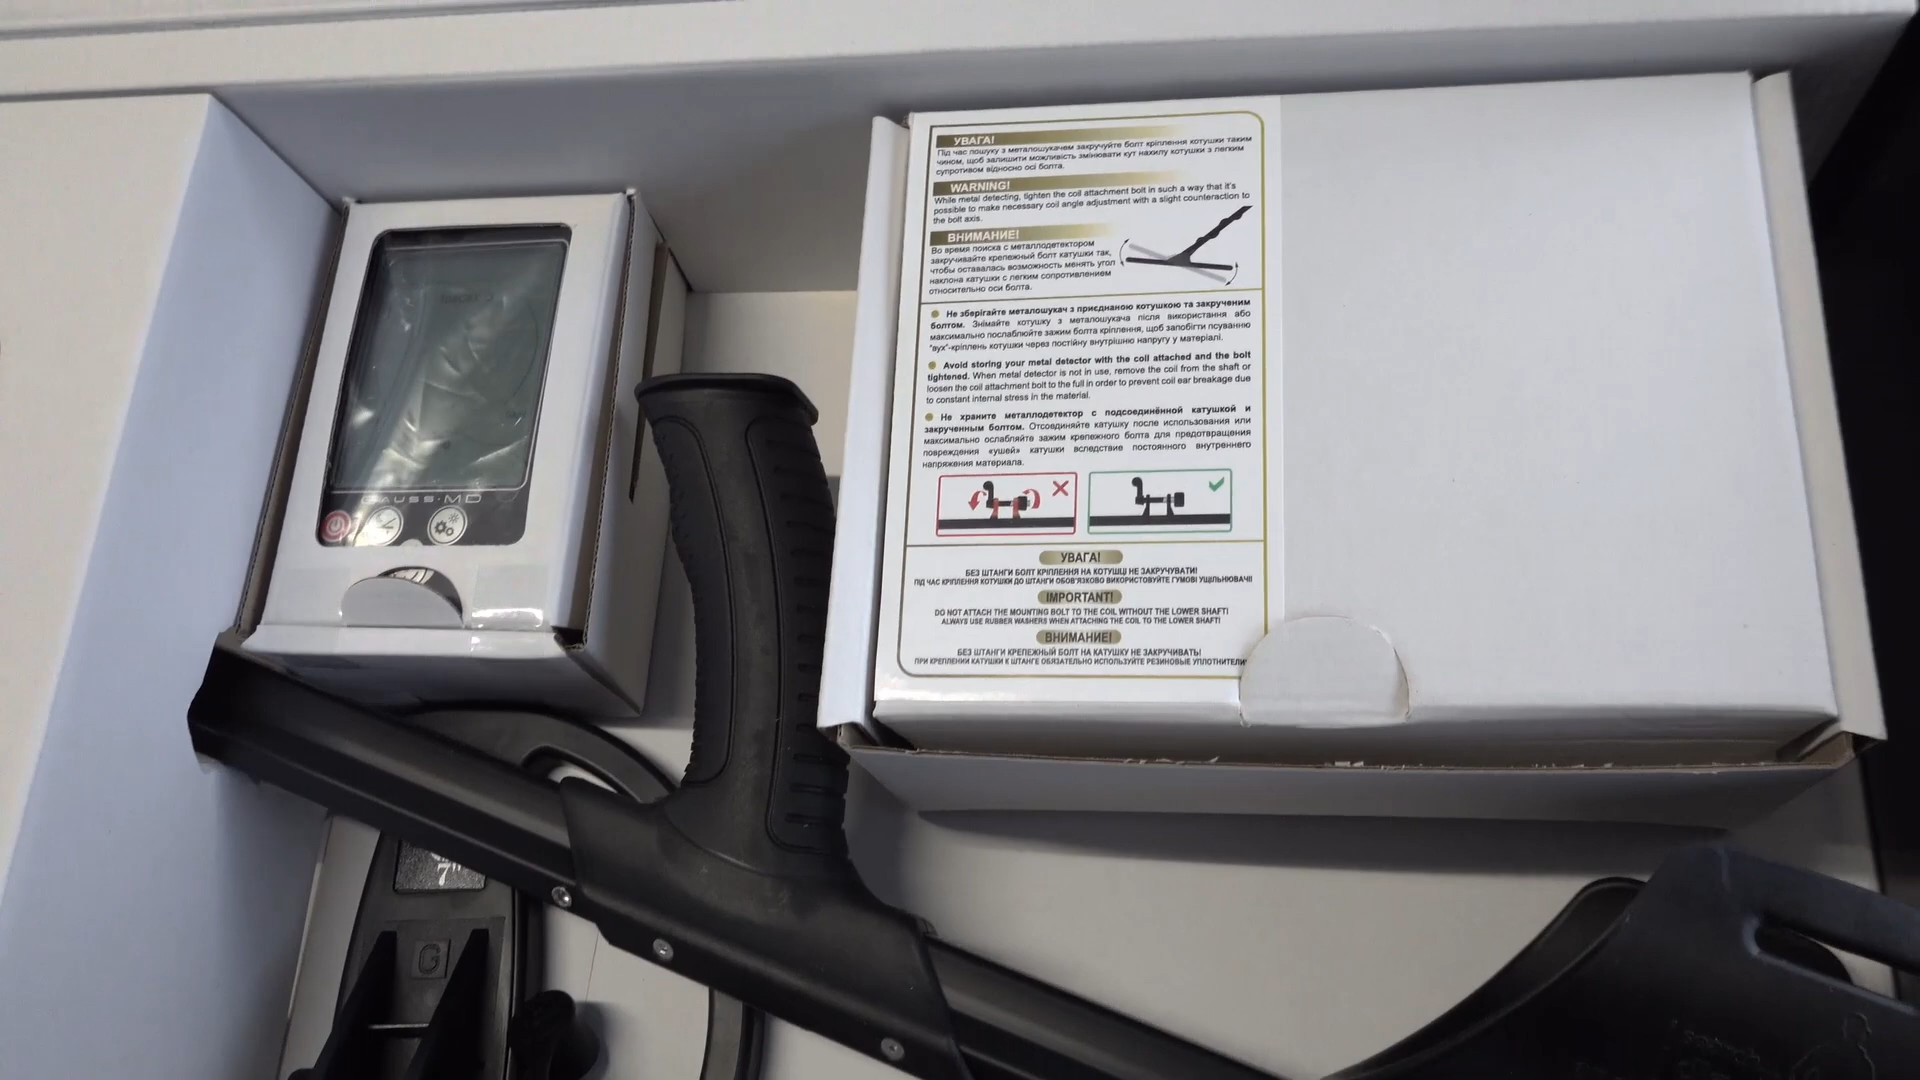 GAUSS·MD
7"
G
УВАГА!
Під час пошуку з металошукачем закручуйте болт кріплення котушки таким
чином, щоб залишити можливість змінювати кут нахилу котушки з легким
супротивом відносно осі болта.
WARNING!
While metal detecting, tighten the coil attachment bolt in such a way that it's
possible to make necessary coil angle adjustment with a slight counteraction to
the bolt axis.
ВНИМАНИЕ!
Во время поиска с металлодетектором
закручивайте крепежный болт катушки так,
чтобы оставалась возможность менять угол
наклона катушки с легким сопротивлением
относительно оси болта.
Не зберігайте металошукач з приєднаною котушкою та закрученим
болтом. Знімайте котушку з металошукача після використання або
максимально послаблюйте зажим болта кріплення, щоб запобігти псуванню
"вух"-кріплень котушки через постійну внутрішню напругу у матеріалі.
Avoid storing your metal detector with the coil attached and the bolt
tightened. When metal detector is not in use, remove the coil from the shaft or
loosen the coil attachment bolt to the full in order to prevent coil ear breakage due
to constant internal stress in the material.
Не храните металлодетектор с подсоединённой катушкой и
закрученным болтом. Отсоединяйте катушку после использования или
максимально ослабляйте зажим крепежного болта для предотвращения
повреждения «ушей» катушки вследствие постоянного внутреннего
напряжения материала.
УВАГА!
БЕЗ ШТАНГИ БОЛТ КРІПЛЕННЯ НА КОТУШЦІ НЕ ЗАКРУЧУВАТИ!
ПІД ЧАС КРІПЛЕННЯ КОТУШКИ ДО ШТАНГИ ОБОВ'ЯЗКОВО ВИКОРИСТОВУЙТЕ ГУМОВІ УЩІЛЬНЮВАЧІ!
IMPORTANT!
DO NOT ATTACH THE MOUNTING BOLT TO THE COIL WITHOUT THE LOWER SHAFT!
ALWAYS USE RUBBER WASHERS WHEN ATTACHING THE COIL TO THE LOWER SHAFT!
ВНИМАНИЕ!
БЕЗ ШТАНГИ КРЕПЕЖНЫЙ БОЛТ НА КАТУШКУ НЕ ЗАКРУЧИВАТЬ!
ПРИ КРЕПЛЕНИИ КАТУШКИ К ШТАНГЕ ОБЯЗАТЕЛЬНО ИСПОЛЬЗУЙТЕ РЕЗИНОВЫЕ УПЛОТНИТЕЛИ